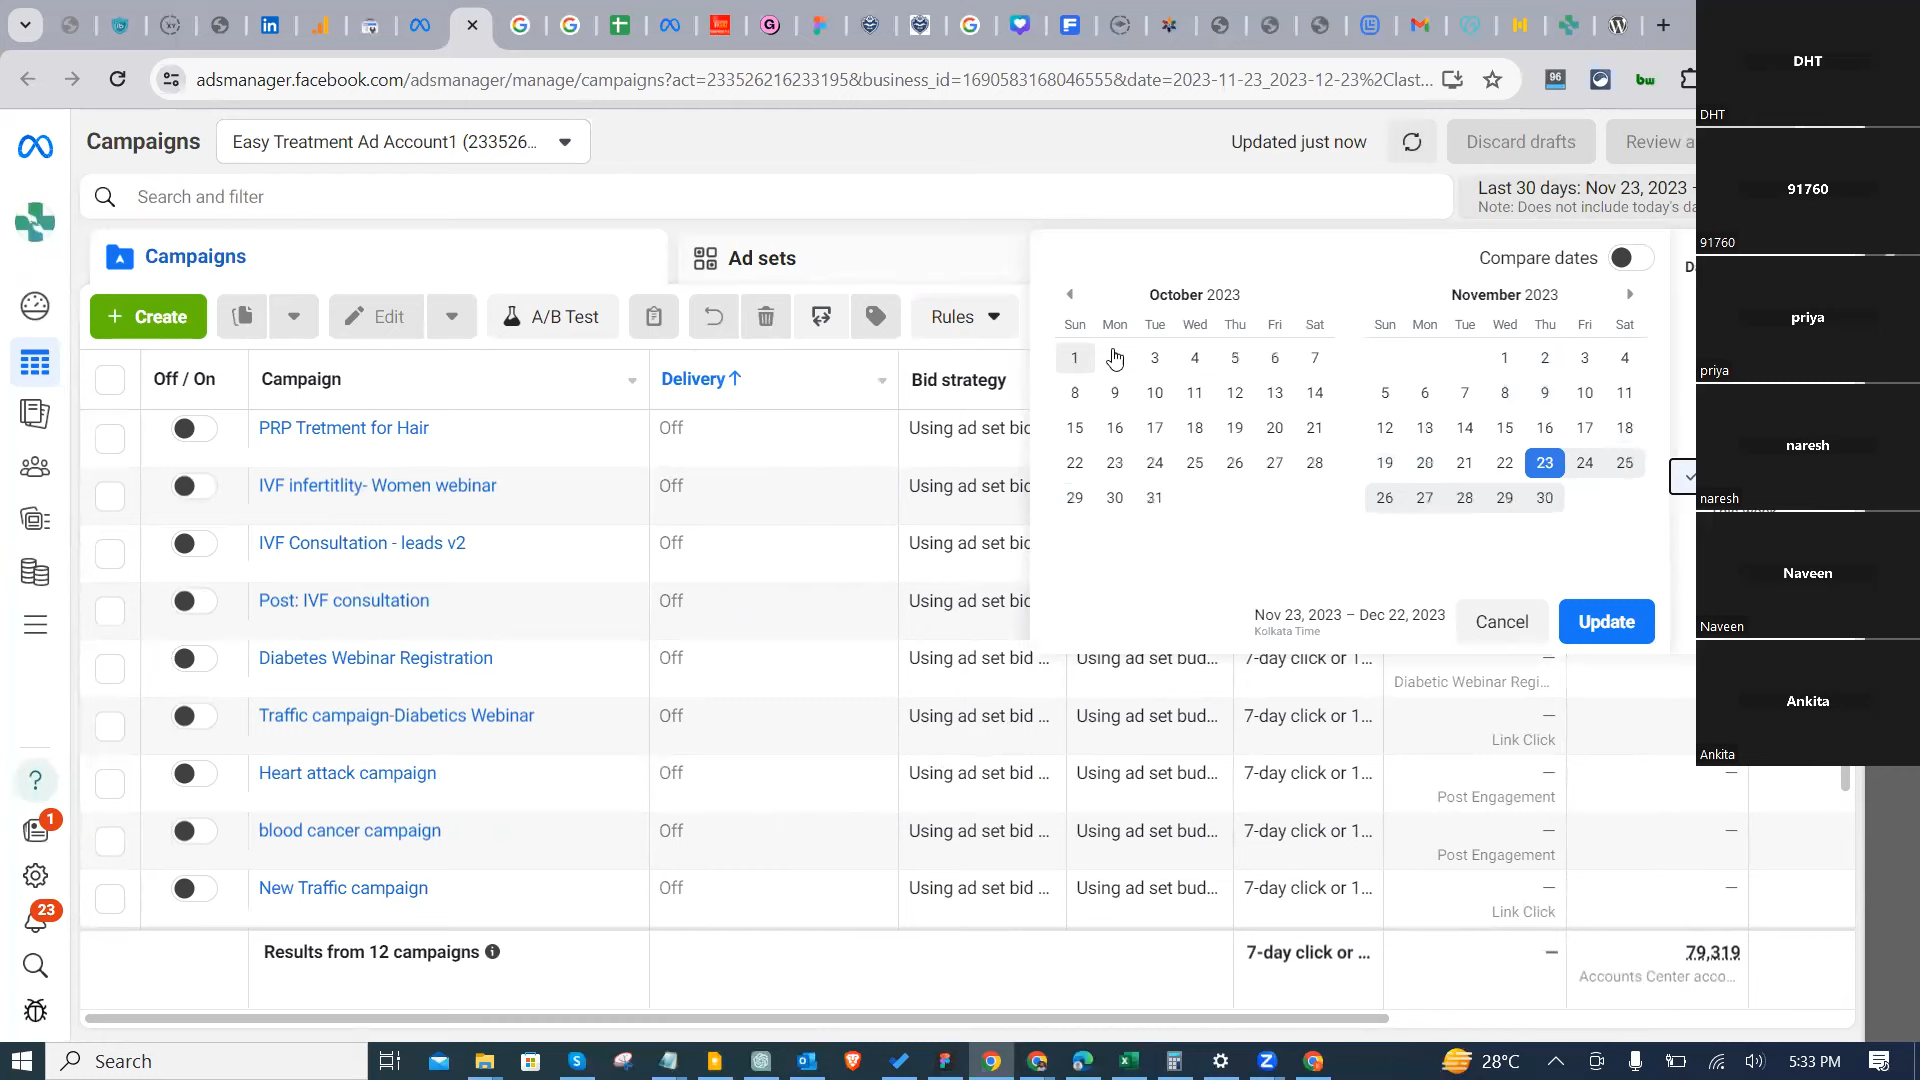 adsmanager.facebook.com/adsmanager/manage/campaigns?act=233526216233195&business_id=1690583168046555&date=2023-11-23_2023-12-23%2Clast...
96
bw
Campaigns
Easy Treatment Ad Account1 (233526...
Updated just now
Discard drafts
Review a
Search and filter
Last 30 days: Nov 23, 2023 -
Note: Does not include today's da
Campaigns
Ad sets
Compare dates
Create
Edit
A/B Test
Rules
October 2023
November 2023
Sun Mon Tue Wed Thu Fri Sat
Sun Mon Tue Wed Thu Fri Sat
1 3 4 5 6 7
1 2 3 4
8 9 10 11 12 13 14
5 6 7 8 9 10 11
15 16 17 18 19 20 21
12 13 14 15 16 17 18
22 23 24 25 26 27 28
19 20 21 22 23 24 25
29 30 31
26 27 28 29 30
Nov 23, 2023 – Dec 22, 2023
Kolkata Time
Cancel
Update
Off / On
Campaign
Delivery↑
Bid strategy
PRP Tretment for Hair
Off
Using ad set bid
IVF infertitlity- Women webinar
Off
Using ad set bid
IVF Consultation - leads v2
Off
Using ad set bid
Post: IVF consultation
Off
Using ad set bid
Diabetes Webinar Registration
Off
Using ad set bid ...
Using ad set bud...
7-day click or 1...
—
Diabetic Webinar Regi...
Traffic campaign-Diabetics Webinar
Off
Using ad set bid ...
Using ad set bud...
7-day click or 1...
—
Link Click
Heart attack campaign
Off
Using ad set bid ...
Using ad set bud...
7-day click or 1...
—
—
Post Engagement
blood cancer campaign
Off
Using ad set bid ...
Using ad set bud...
7-day click or 1...
—
—
Post Engagement
New Traffic campaign
Off
Using ad set bid ...
Using ad set bud...
7-day click or 1...
—
—
Link Click
Results from 12 campaigns
7-day click or ...
—
79,319
Accounts Center acco...
1
23
DHT
DHT
91760
91760
priya
priya
naresh
naresh
Naveen
Naveen
Ankita
Ankita
Search
28°C
5:33 PM